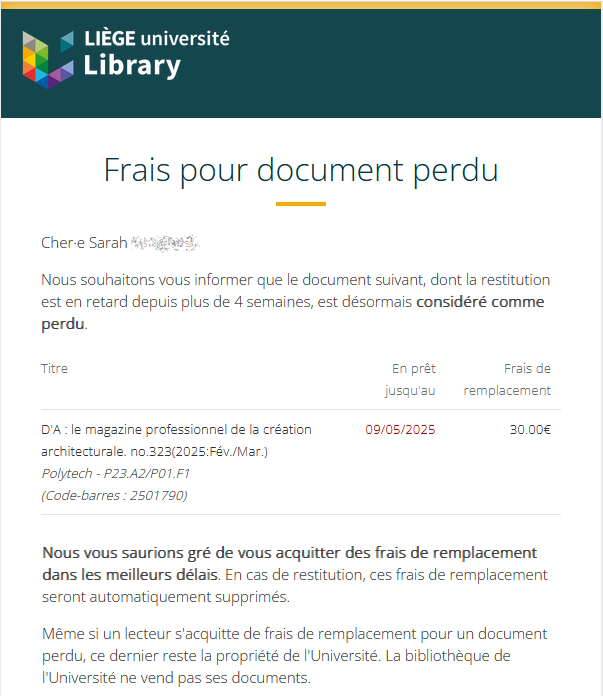 LIÈGE université
Library
Frais pour document perdu
Cher·e Sarah
Nous souhaitons vous informer que le document suivant, dont la restitution
est en retard depuis plus de 4 semaines, est désormais considéré comme
perdu.
Titre En prêt jusqu'au Frais de remplacement
D'A : le magazine professionnel de la création 09/05/2025 30.00€
architecturale. no.323(2025:Fév./Mar.)
Polytech - P23.A2/P01.F1
(Code-barres : 2501790)
Nous vous saurions gré de vous acquitter des frais de remplacement
dans les meilleurs délais. En cas de restitution, ces frais de remplacement
seront automatiquement supprimés.
Même si un lecteur s'acquitte de frais de remplacement pour un document
perdu, ce dernier reste la propriété de l'Université. La bibliothèque de
l'Université ne vend pas ses documents.